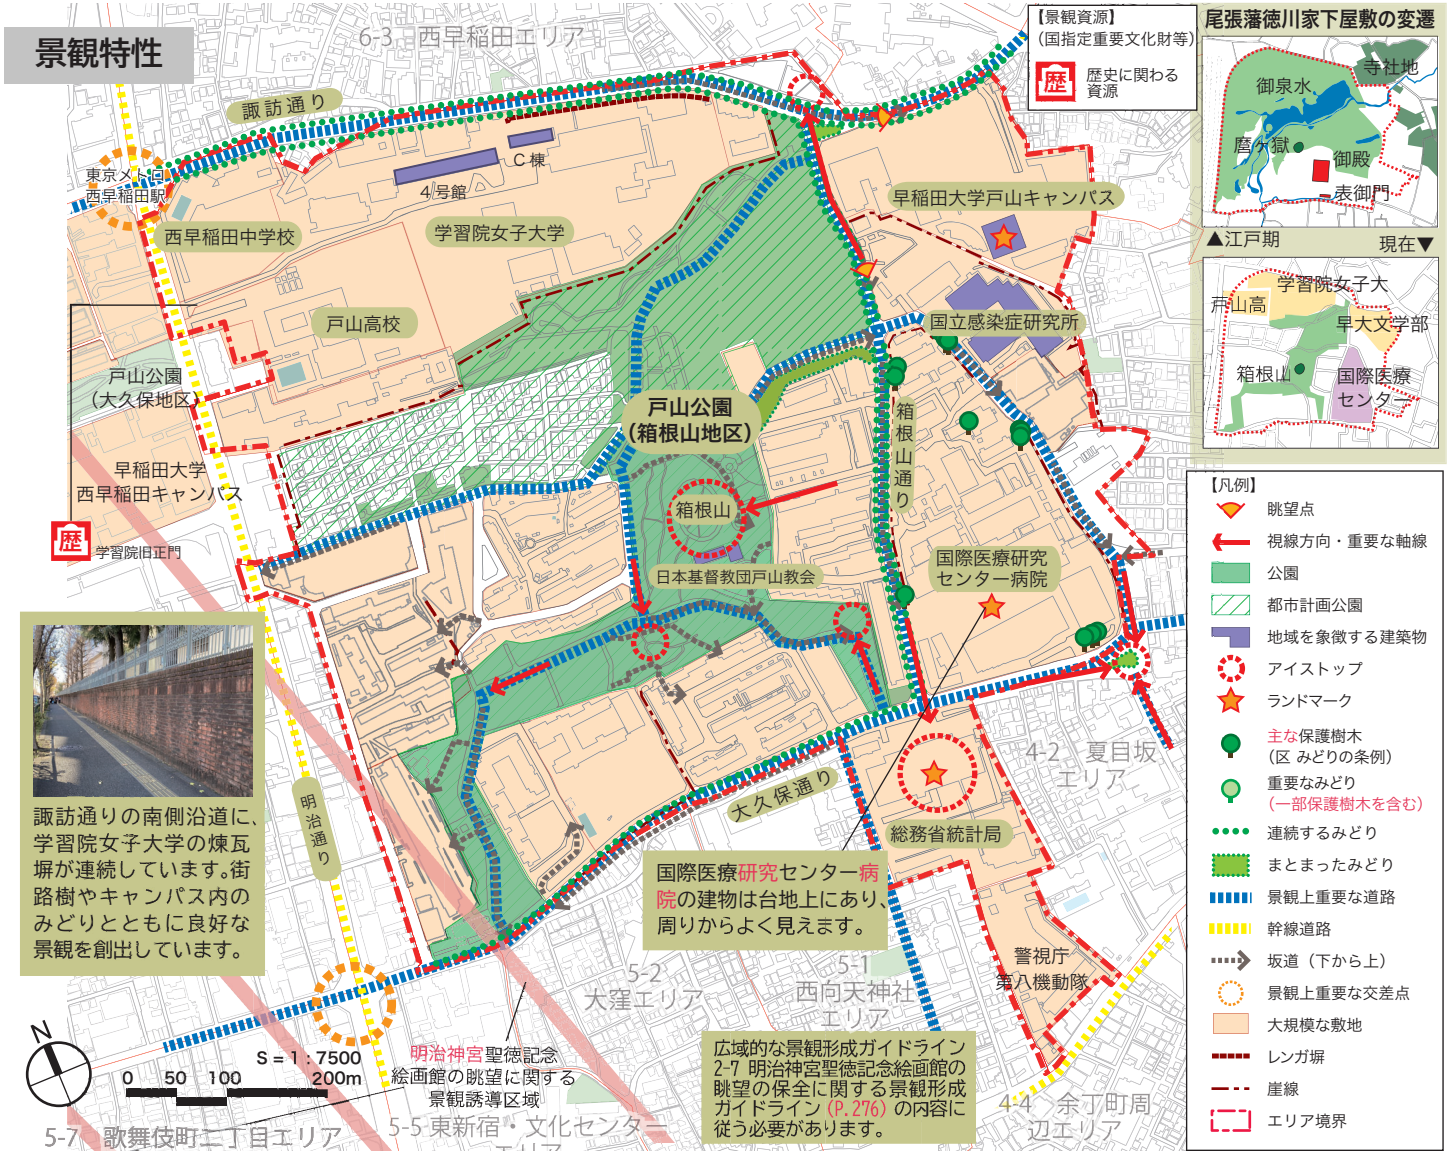 景観特性
6-3 西早稲田エリア
【景観資源】
(国指定重要文化財等)
歴
歴史に関わる
資源
尾張藩徳川家下屋敷の変遷
寺社地
御泉水
麿ヶ獄
御殿
表御門
▲江戸期
現在▼
学習院女子大
戸山高
早大文学部
箱根山
国際医療
センター
諏訪通り
東京メトロ
西早稲田駅
C棟
4号館
西早稲田中学校
学習院女子大学
早稲田大学戸山キャンパス
戸山高校
国立感染症研究所
戸山公園
(大久保地区)
戸山公園
(箱根山地区)
箱根山通り
早稲田大学
西早稲田キャンパス
箱根山
歴
学習院旧正門
日本基督教団戸山教会
国際医療研究
センター病院
諏訪通りの南側沿道に、
学習院女子大学の煉瓦
塀が連続しています。街
路樹やキャンパス内の
みどりとともに良好な
景観を創出しています。
明治通り
大久保通り
4-2 夏目坂
エリア
総務省統計局
国際医療研究センター病
院の建物は台地上にあり、
周りからよく見えます。
警視庁
第八機動隊
5-2
大窪エリア
5-1
西向天神社
エリア
N
S = 1 : 7500
0 50 100 200m
明治神宮聖徳記念
絵画館の眺望に関する
景観誘導区域
広域的な景観形成ガイドライン
2-7 明治神宮聖徳記念絵画館の
眺望の保全に関する景観形成
ガイドライン(P.276)の内容に
従う必要があります。
4-4 余丁町周
辺エリア
5-7 歌舞伎町二丁目エリア
5-5 東新宿・文化センター
エリア
【凡例】
眺望点
視線方向・重要な軸線
公園
都市計画公園
地域を象徴する建築物
アイストップ
ランドマーク
主な保護樹木
(区 みどりの条例)
重要なみどり
(一部保護樹木を含む)
連続するみどり
まとまったみどり
景観上重要な道路
幹線道路
坂道(下から上)
景観上重要な交差点
大規模な敷地
レンガ塀
崖線
エリア境界